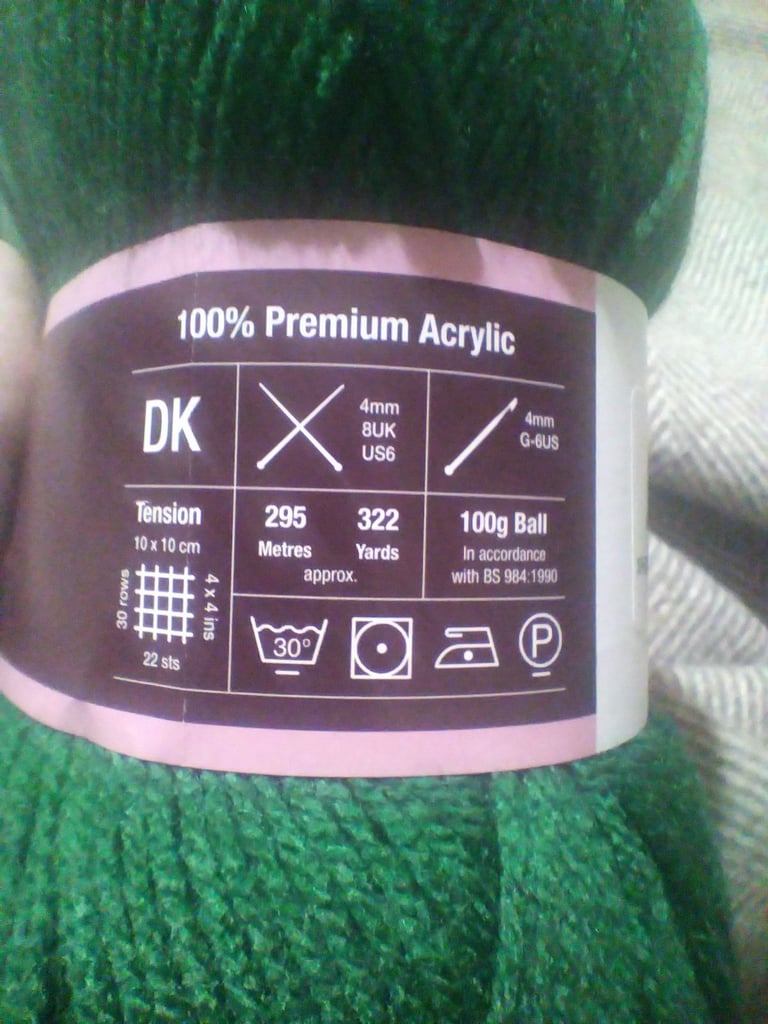 100% Premium Acrylic
DK
4mm
8UK
US6
4mm
G-6US
Tension
10 x 10 cm
30 rows
4 x 4 ins
22 sts
295 Metres
322 Yards
approx.
100g Ball
In accordance
with BS 984:1990
30°
P